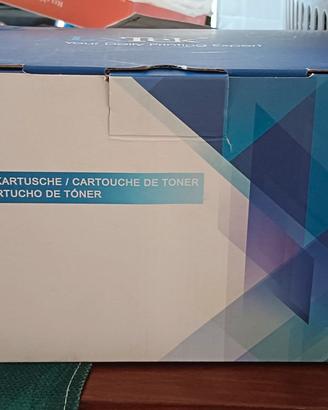 Your Daily Printing Expert
KARTUSCHE / CARTOUCHE DE TONER
RTUCHO DE TÓNER